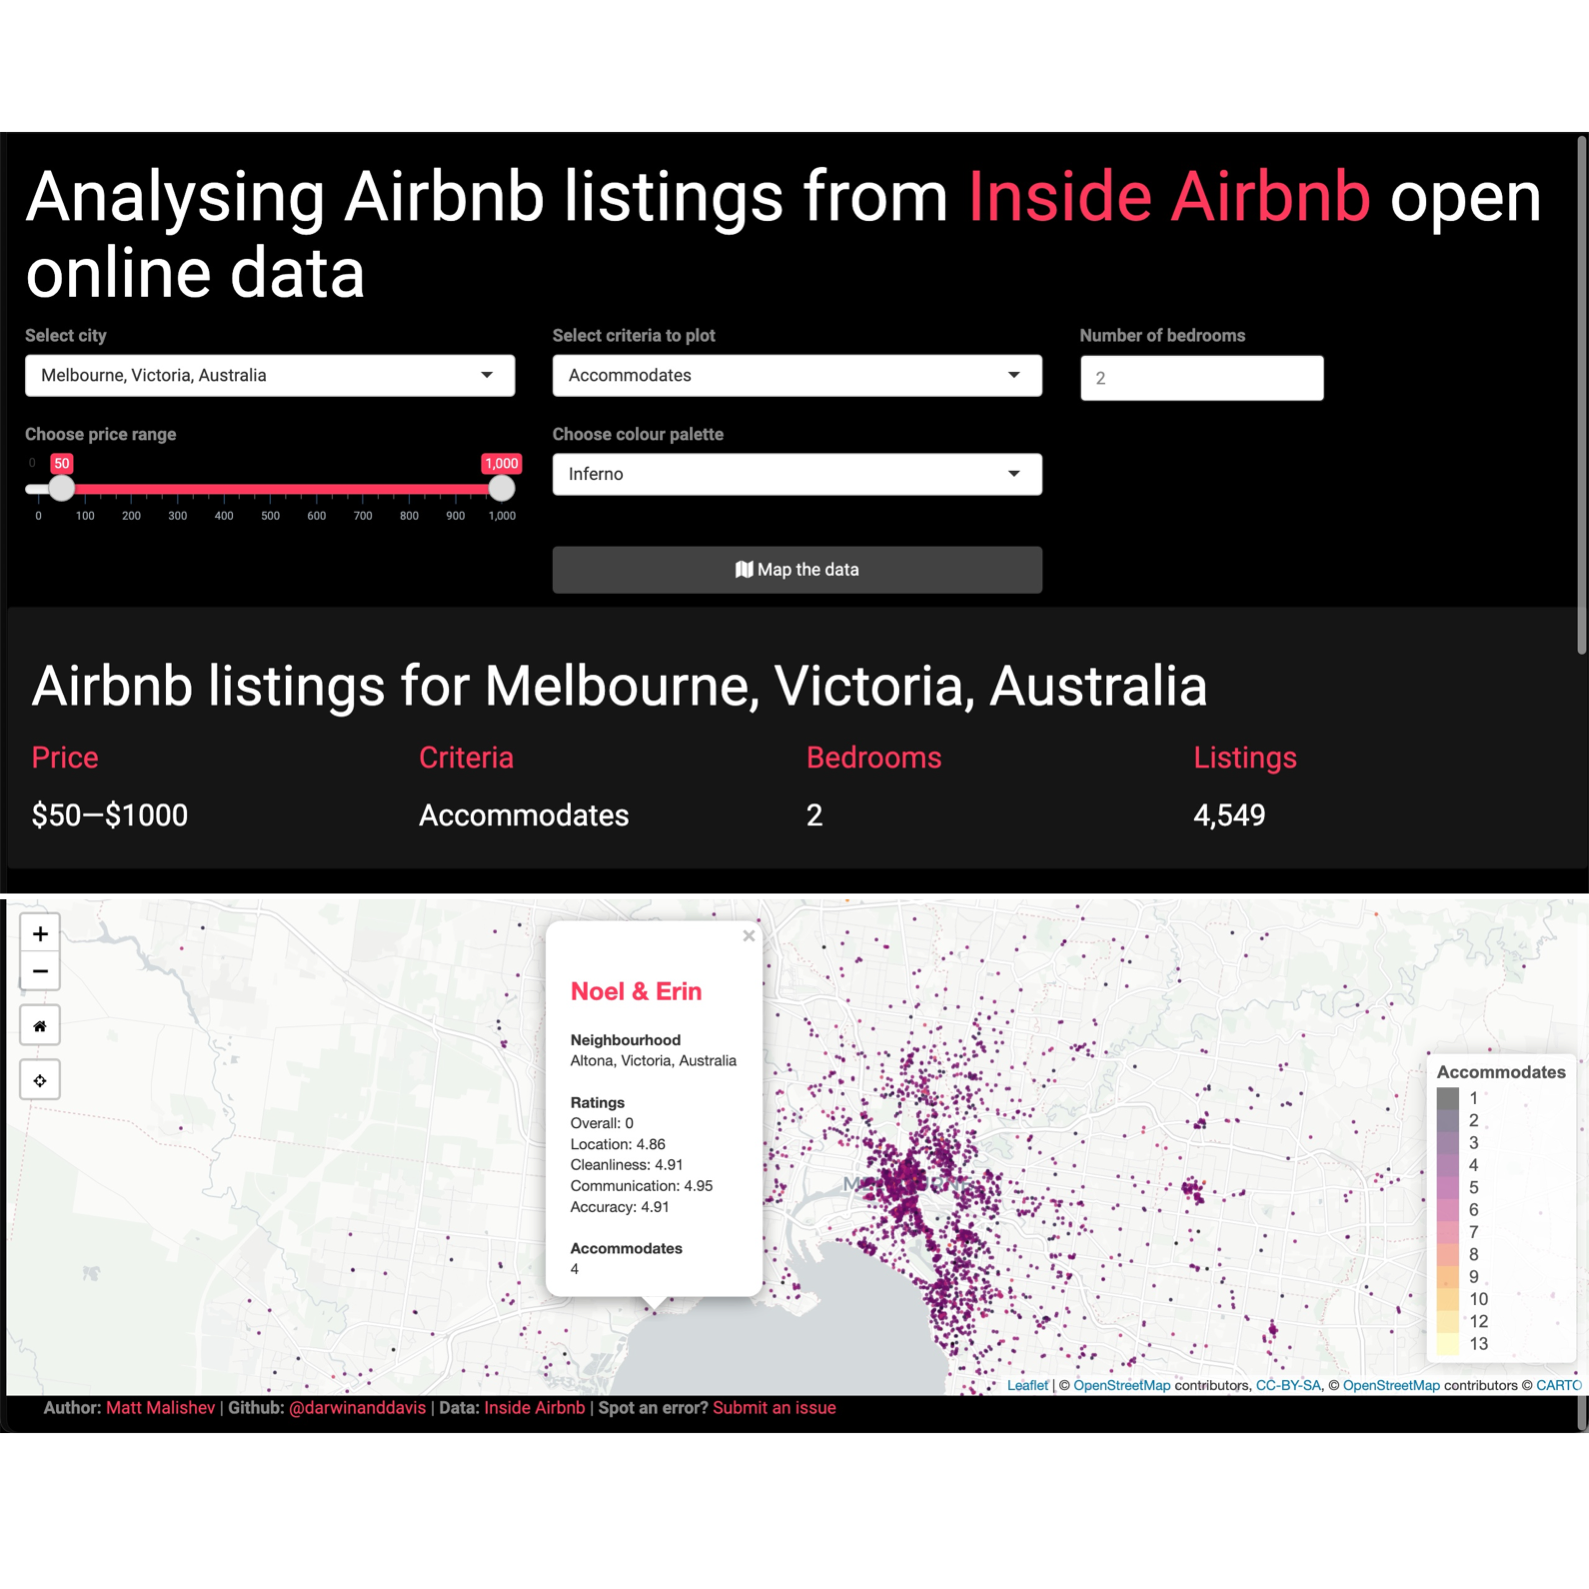 Analysing Airbnb listings from Inside Airbnb open
online data
Select city
Select criteria to plot
Number of bedrooms
Melbourne, Victoria, Australia
Accommodates
2
Choose price range
Choose colour palette
0 50 1,000
Inferno
0 100 200 300 400 500 600 700 800 900 1,000
Map the data
Airbnb listings for Melbourne, Victoria, Australia
Price Criteria Bedrooms Listings
$50—$1000 Accommodates 2 4,549
+
−
×
Noel & Erin
Neighbourhood
Altona, Victoria, Australia
Ratings
Overall: 0
Location: 4.86
Cleanliness: 4.91
Communication: 4.95
Accuracy: 4.91
Accommodates
4
MELBOURNE
Accommodates
1
2
3
4
5
6
7
8
9
10
12
13
Leaflet | © OpenStreetMap contributors, CC-BY-SA, © OpenStreetMap contributors © CARTO
Author: Matt Malishev | Github: @darwinanddavis | Data: Inside Airbnb | Spot an error? Submit an issue